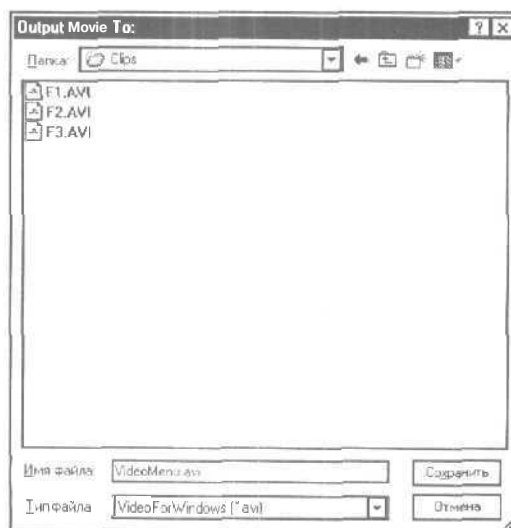 Output Movie To:
Папка: Clips
F1.AVI
F2.AVI
F3.AVI
Имя файла: VideoMenu.avi Сохранить
Тип файла: VideoForWindows (*.avi) Отмена